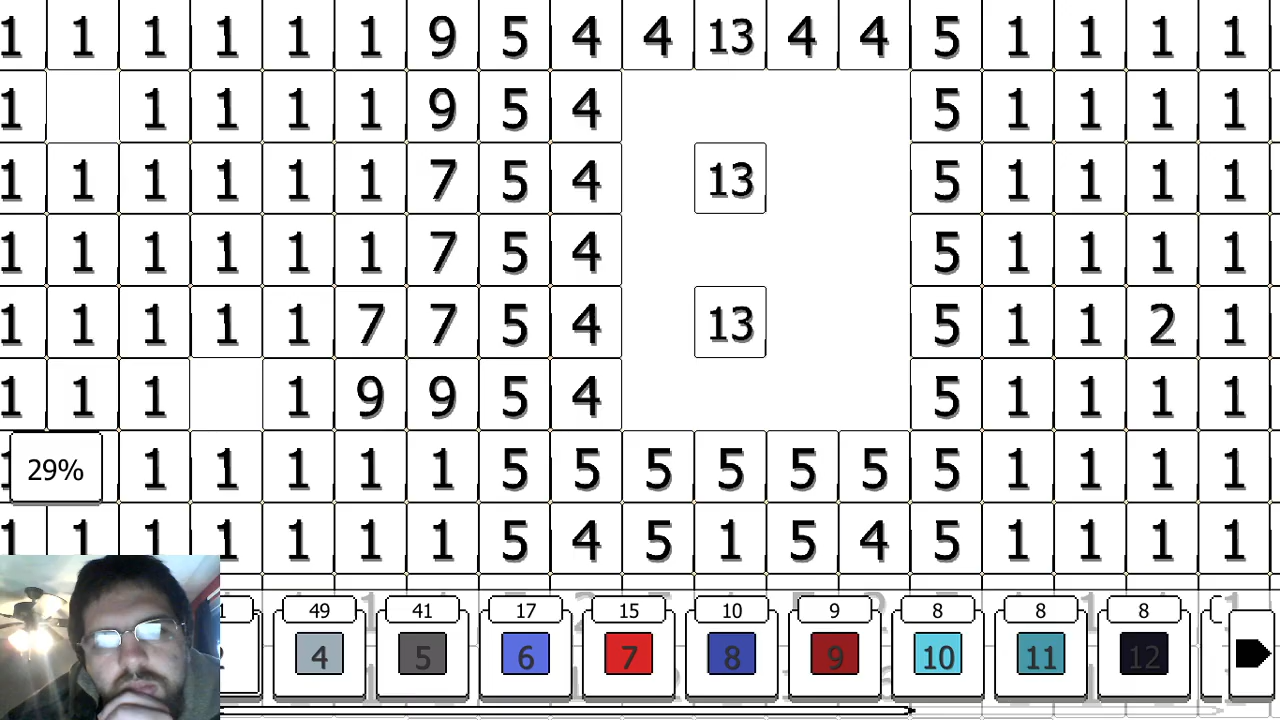 1 1 1 1 1 1 9 5 4 4 13 4 4 5 1 1 1 1
1 1 1 1 1 9 5 4 5 1 1 1 1
1 1 1 1 1 1 7 5 4 13 5 1 1 1 1
1 1 1 1 1 1 7 5 4 5 1 1 1 1
1 1 1 1 1 7 7 5 4 13 5 1 1 2 1
1 1 1 1 9 9 5 4 5 1 1 1 1
29% 1 1 1 1 1 5 5 5 5 5 5 5 1 1 1 1
1 1 1 1 1 1 1 5 4 5 1 5 4 5 1 1 1 1
49 41 17 15 10 9 8 8 8
4 5 6 7 8 9 10 11 12